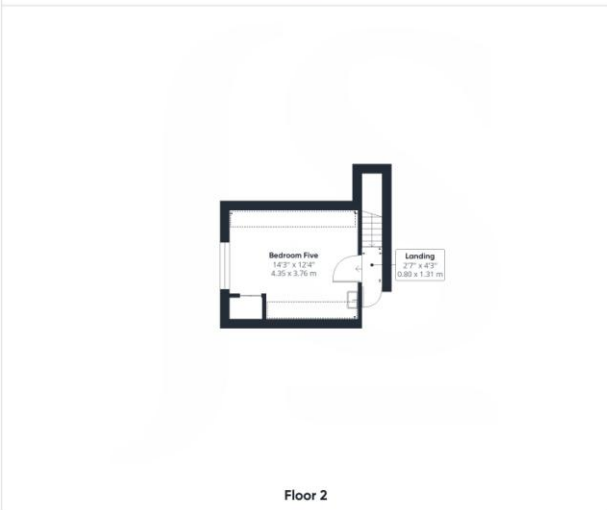 Bedroom Five
14'3" x 12'4"
4.35 x 3.76 m
Landing
2'7" x 4'3"
0.80 x 1.31 m
Floor 2